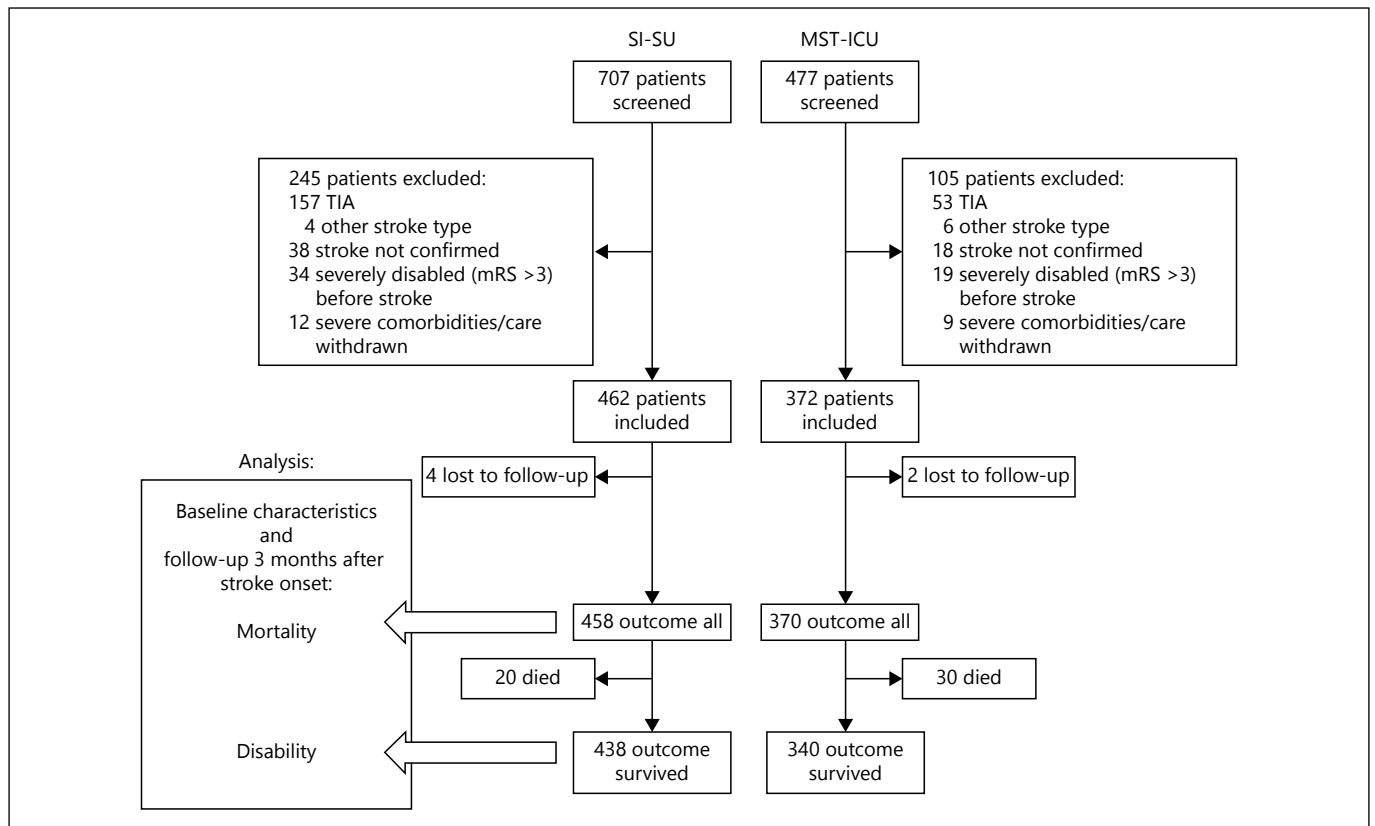 SI-SU
MST-ICU
707 patients
screened
477 patients
screened
245 patients excluded:
157 TIA
4 other stroke type
38 stroke not confirmed
34 severely disabled (mRS >3)
before stroke
12 severe comorbidities/care
withdrawn
105 patients excluded:
53 TIA
6 other stroke type
18 stroke not confirmed
19 severely disabled (mRS >3)
before stroke
9 severe comorbidities/care
withdrawn
462 patients
included
372 patients
included
Analysis:
4 lost to follow-up
2 lost to follow-up
Baseline characteristics
and
follow-up 3 months after
stroke onset:
Mortality
458 outcome all
370 outcome all
20 died
30 died
Disability
438 outcome
survived
340 outcome
survived